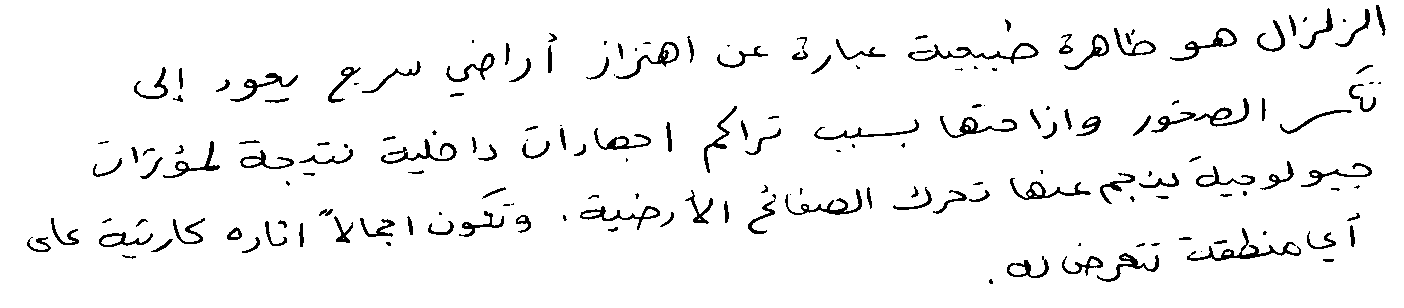 الزلزال هو ظاهرة طبيعية عبارة عن اهتزاز أراضي سريع يعود إلى
تكسر الصخور وازاحتها بسبب تراكم اجهادات داخلية نتيجة لمؤثرات
جيولوجية ينجم عنها تحرك الصفائح الأرضية. وتكون اجمالاً اثاره كارثية على
أي منطقة تتعرض له.